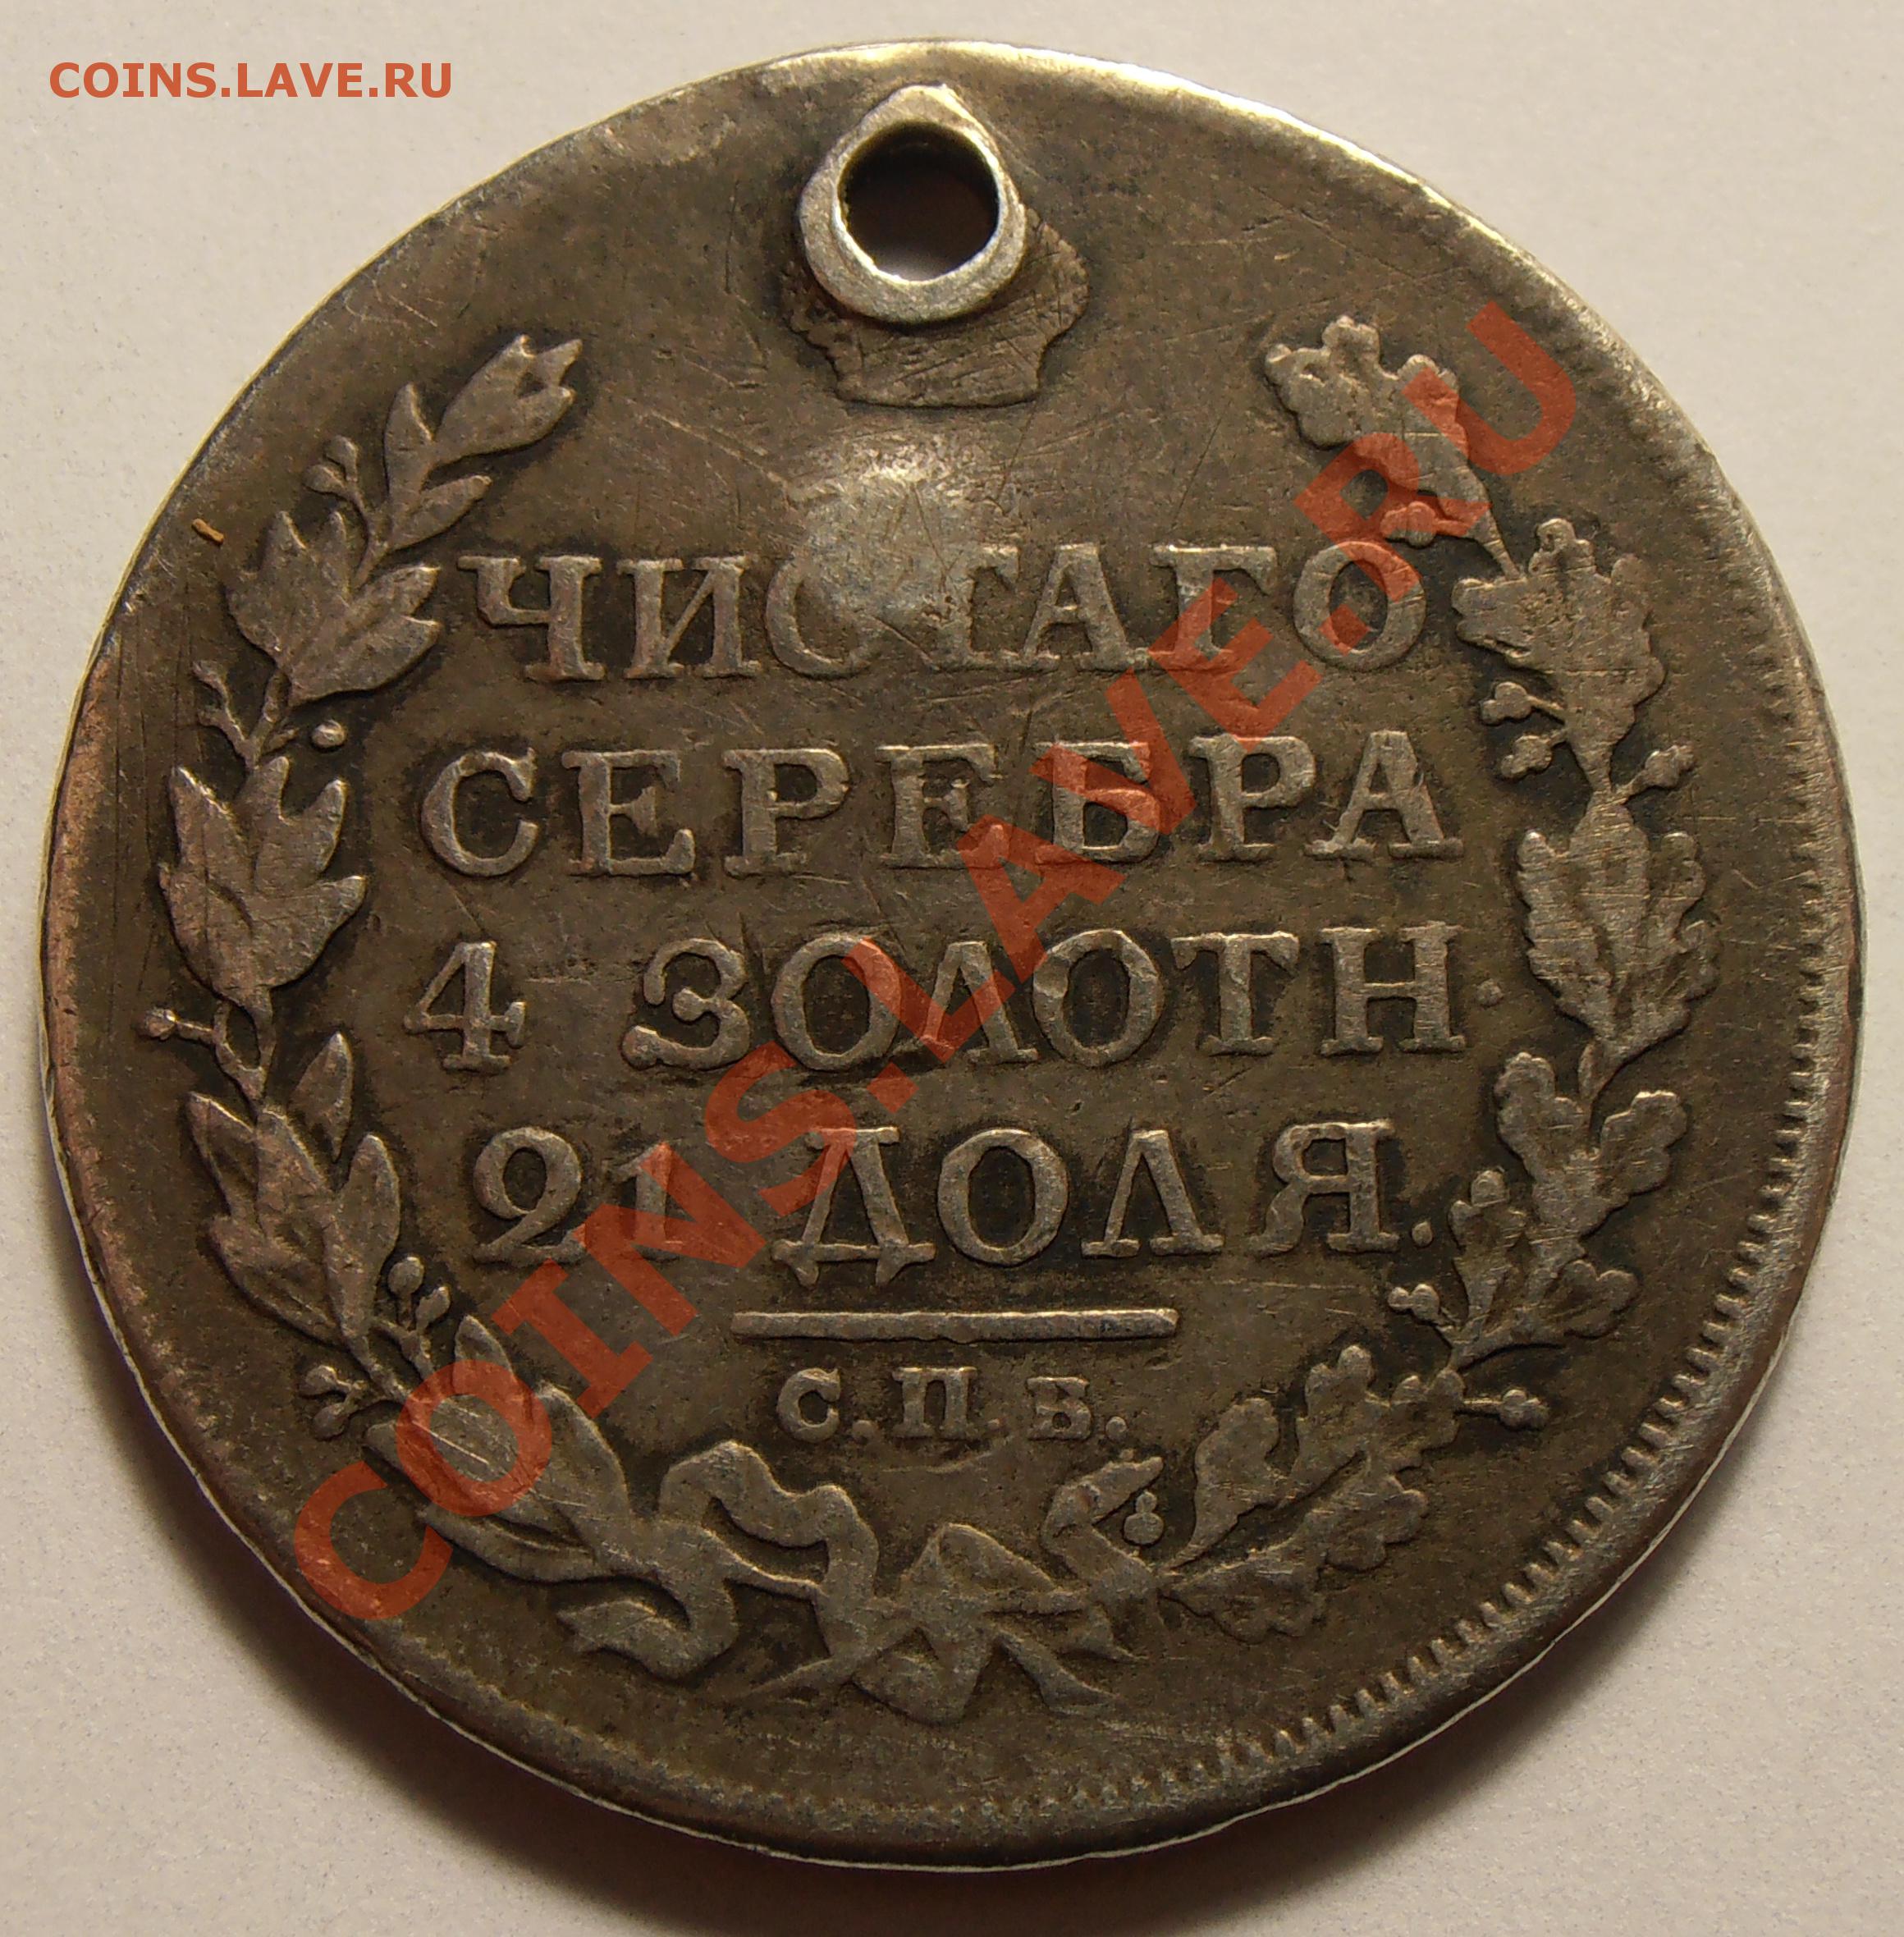 COINS.LAVE.RU
ЧИСТАГО
СЕРЕБРА
4 ЗОЛОТН.
21 ДОЛЯ.
С.П.Б.
COINS.LAVE.RU